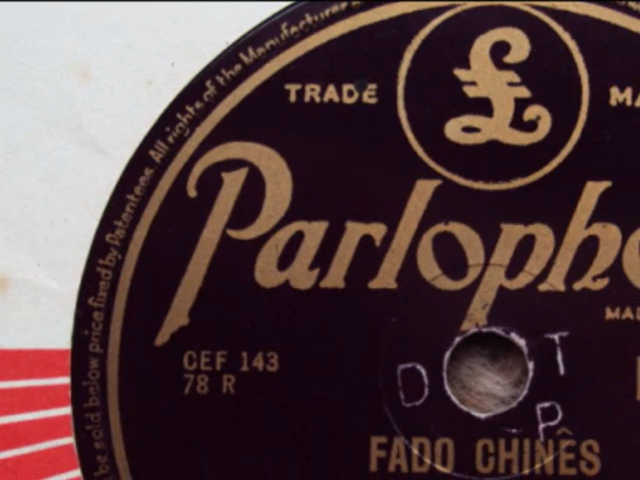 be sold below price fixed by Patentees. All rights of the Manufacturer
TRADE MA
£
Parlopho
MA
CEF 143
78 R
D T
P
FADO CHINÊS